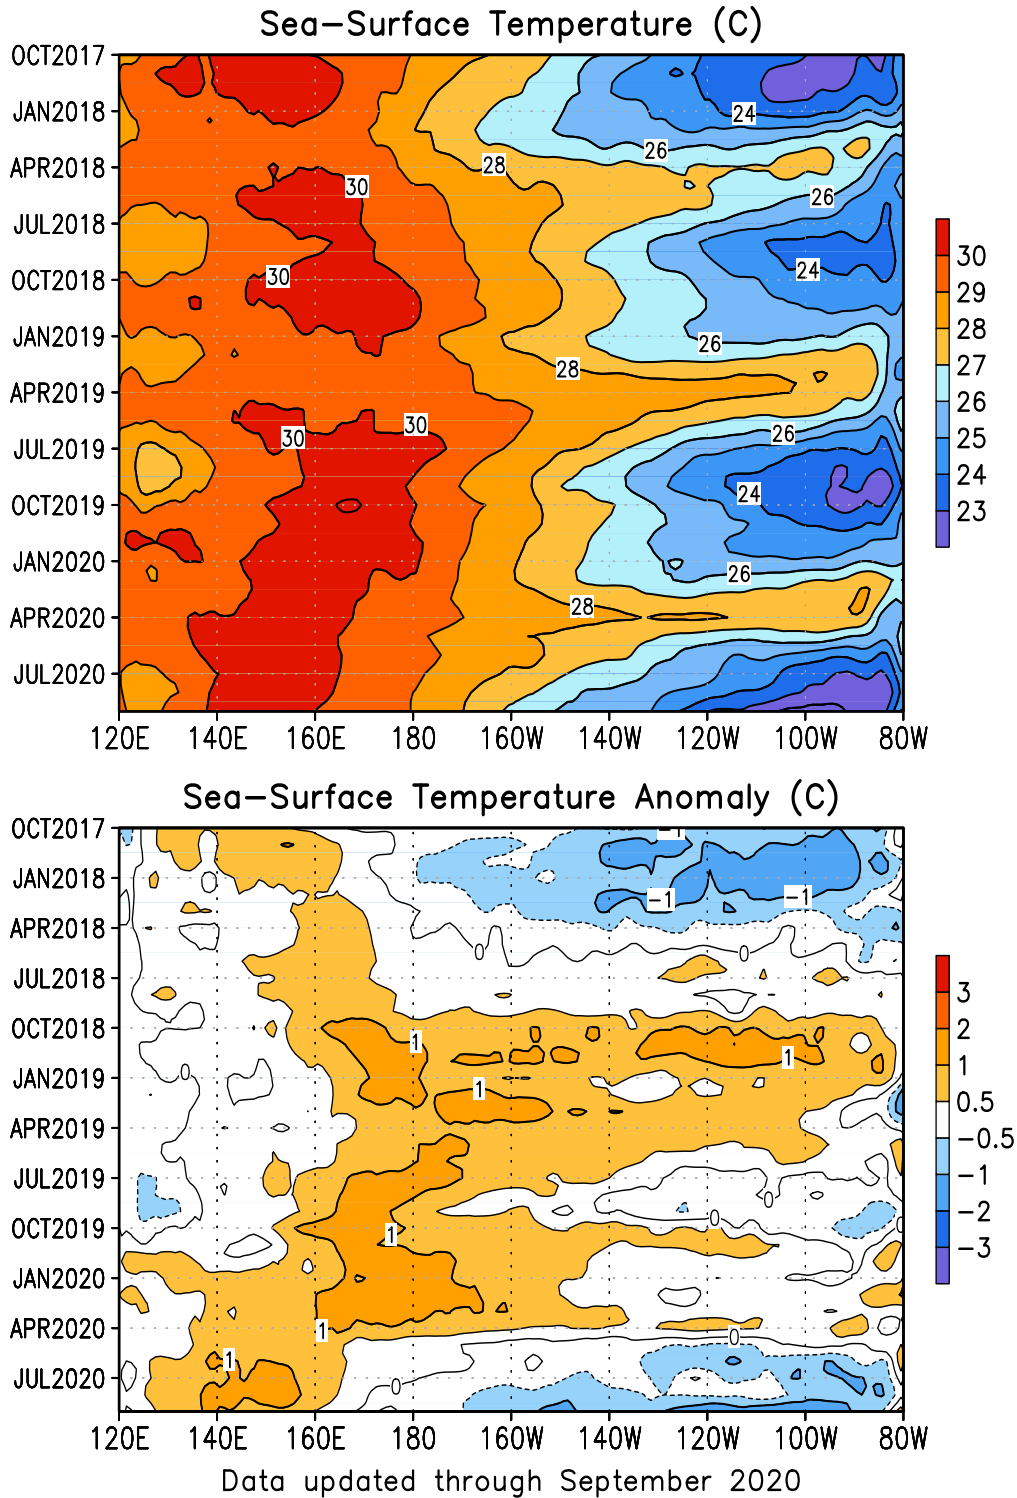 Sea-Surface Temperature (C)
OCT2017
JAN2018
24
26
APR2018
28
30
26
JUL2018
30
24
OCT2018
JAN2019
26
28
APR2019
30
30
26
JUL2019
24
OCT2019
JAN2020
26
28
APR2020
JUL2020
120E 140E 160E 180 160W 140W 120W 100W 80W
30
29
28
27
26
25
24
23
Sea-Surface Temperature Anomaly (C)
OCT2017
-1
JAN2018
-1
-1
APR2018
0
0
JUL2018
OCT2018
1
1
0
JAN2019
1
APR2019
JUL2019
0
0
0
OCT2019
1
JAN2020
APR2020
1
0
1
JUL2020
0
120E 140E 160E 180 160W 140W 120W 100W 80W
3
2
1
0.5
-0.5
-1
-2
-3
Data updated through September 2020